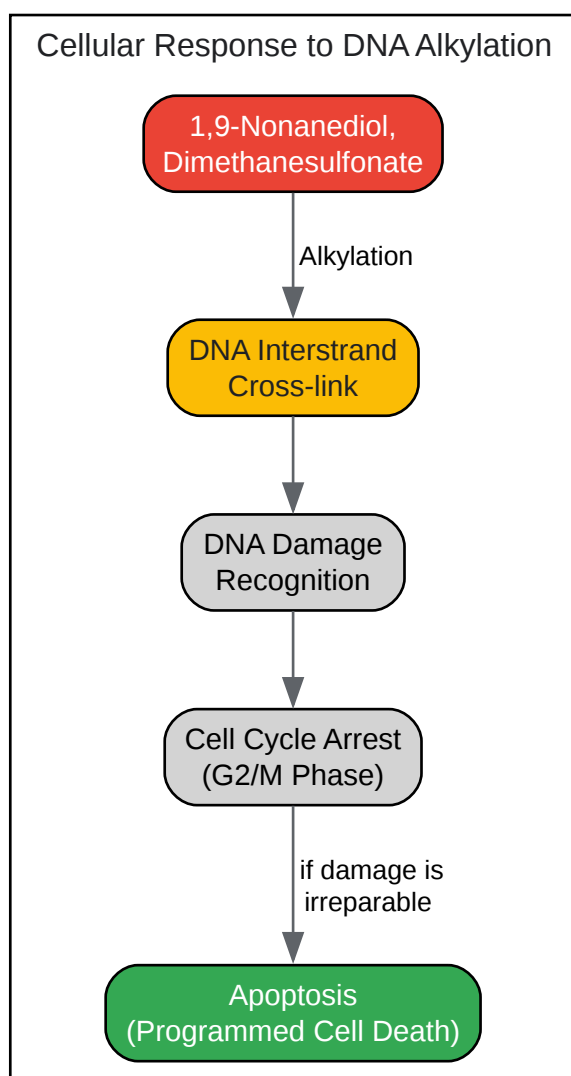 Cellular Response to DNA Alkylation
1,9-Nonanediol,
Dimethanesulfonate
Alkylation
DNA Interstrand
Cross-link
DNA Damage
Recognition
Cell Cycle Arrest
(G2/M Phase)
if damage is
irreparable
Apoptosis
(Programmed Cell Death)